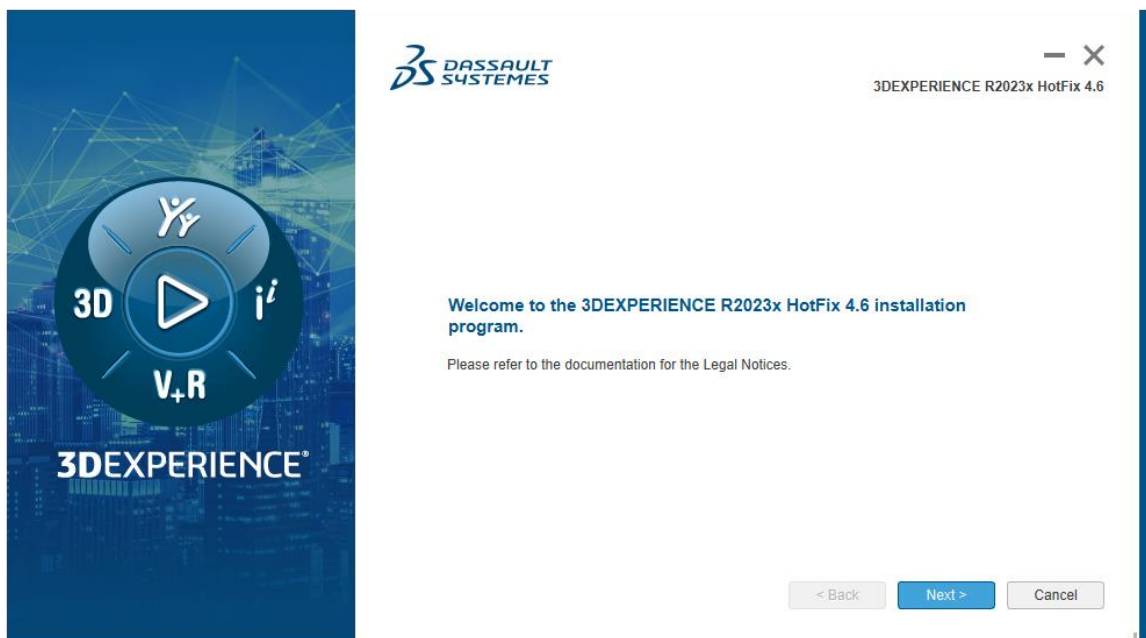 DASSAULT
SYSTEMES
3DEXPERIENCE R2023x HotFix 4.6
3D
i i
V+R
3DEXPERIENCE®
Welcome to the 3DEXPERIENCE R2023x HotFix 4.6 installation
program.
Please refer to the documentation for the Legal Notices.
< Back
Next >
Cancel